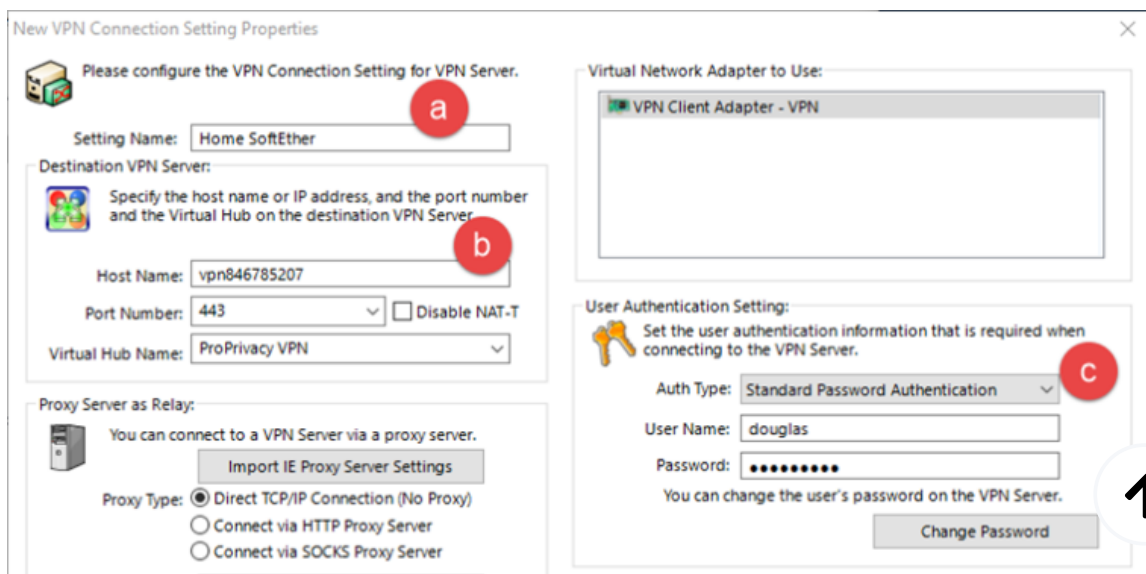 New VPN Connection Setting Properties
Please configure the VPN Connection Setting for VPN Server.
a
Setting Name: Home SoftEther
Destination VPN Server:
Specify the host name or IP address, and the port number
and the Virtual Hub on the destination VPN Server.
b
Host Name: vpn846785207
Port Number: 443 Disable NAT-T
Virtual Hub Name: ProPrivacy VPN
Proxy Server as Relay:
You can connect to a VPN Server via a proxy server.
Import IE Proxy Server Settings
Proxy Type: Direct TCP/IP Connection (No Proxy)
Connect via HTTP Proxy Server
Connect via SOCKS Proxy Server
Virtual Network Adapter to Use:
VPN Client Adapter - VPN
User Authentication Setting:
Set the user authentication information that is required when
connecting to the VPN Server.
c
Auth Type: Standard Password Authentication
User Name: douglas
Password: ●●●●●●●●●
You can change the user's password on the VPN Server.
Change Password